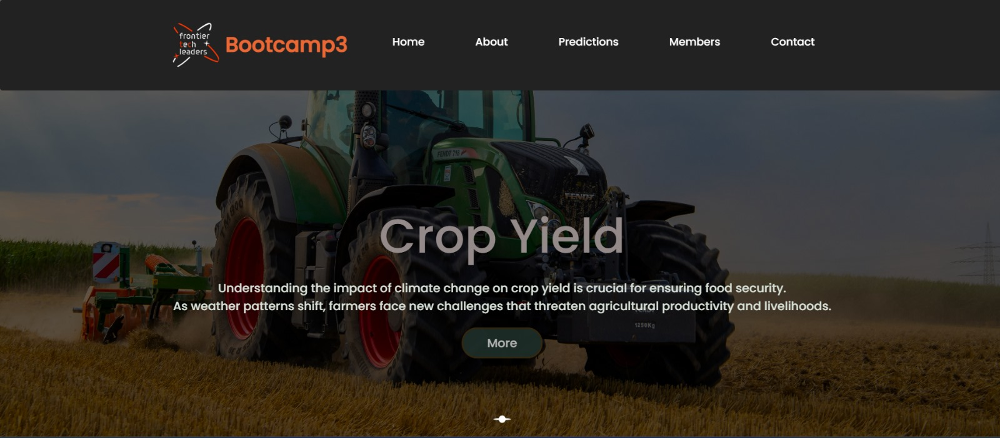 frontier
tech
leaders
Bootcamp3
Home
About
Predictions
Members
Contact
FENDT 718
FENDT
Crop Yield
Understanding the impact of climate change on crop yield is crucial for ensuring food security.
As weather patterns shift, farmers face new challenges that threaten agricultural productivity and livelihoods.
1250Kg
More